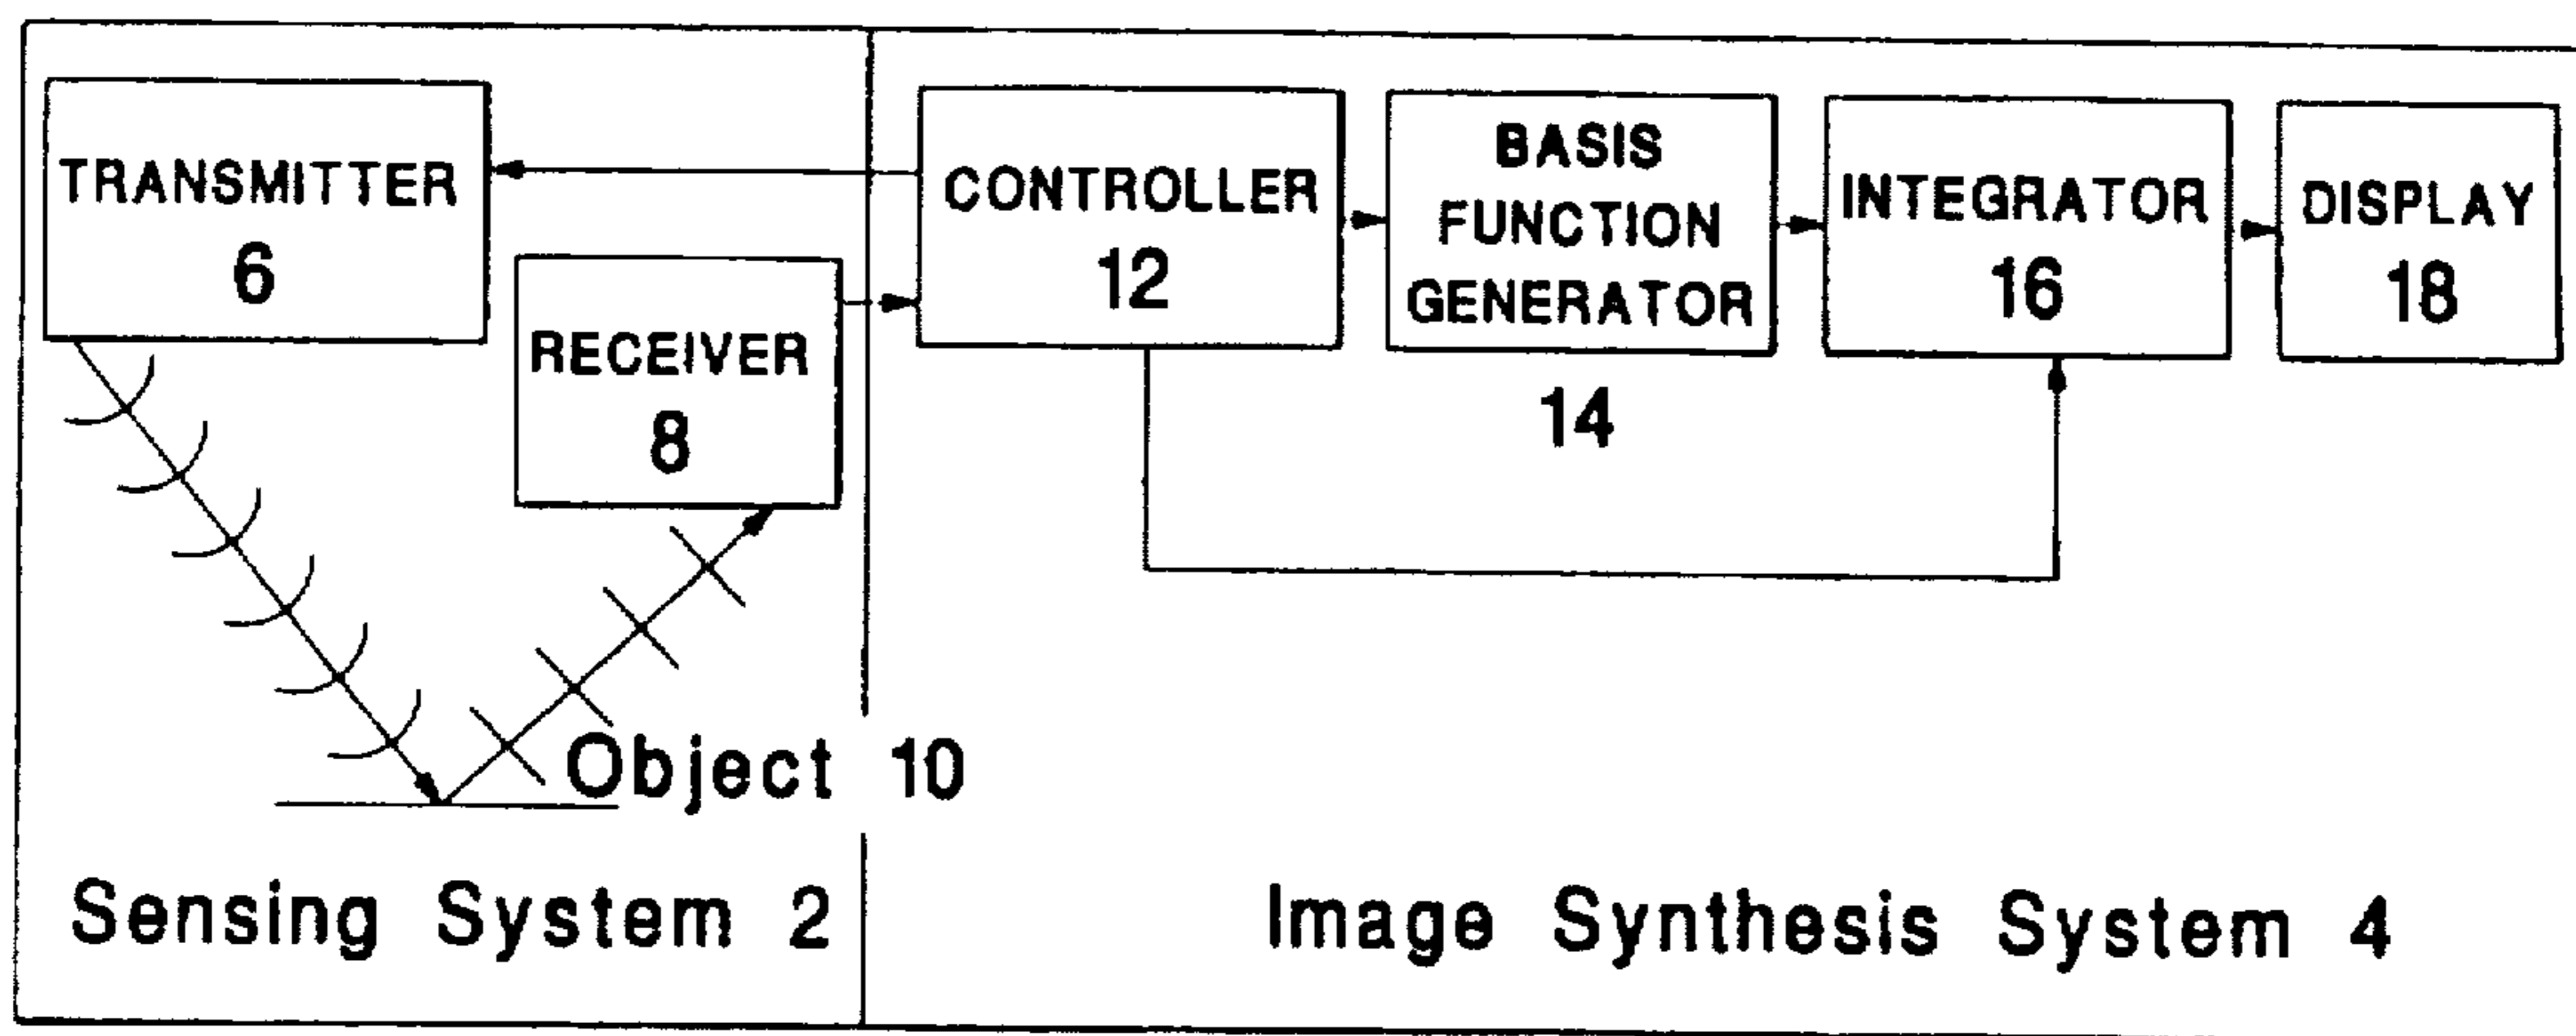 TRANSMITTER
6
RECEIVER
8
Object 10
Sensing System 2
CONTROLLER
12
BASIS
FUNCTION
GENERATOR
14
INTEGRATOR
16
DISPLAY
18
Image Synthesis System 4